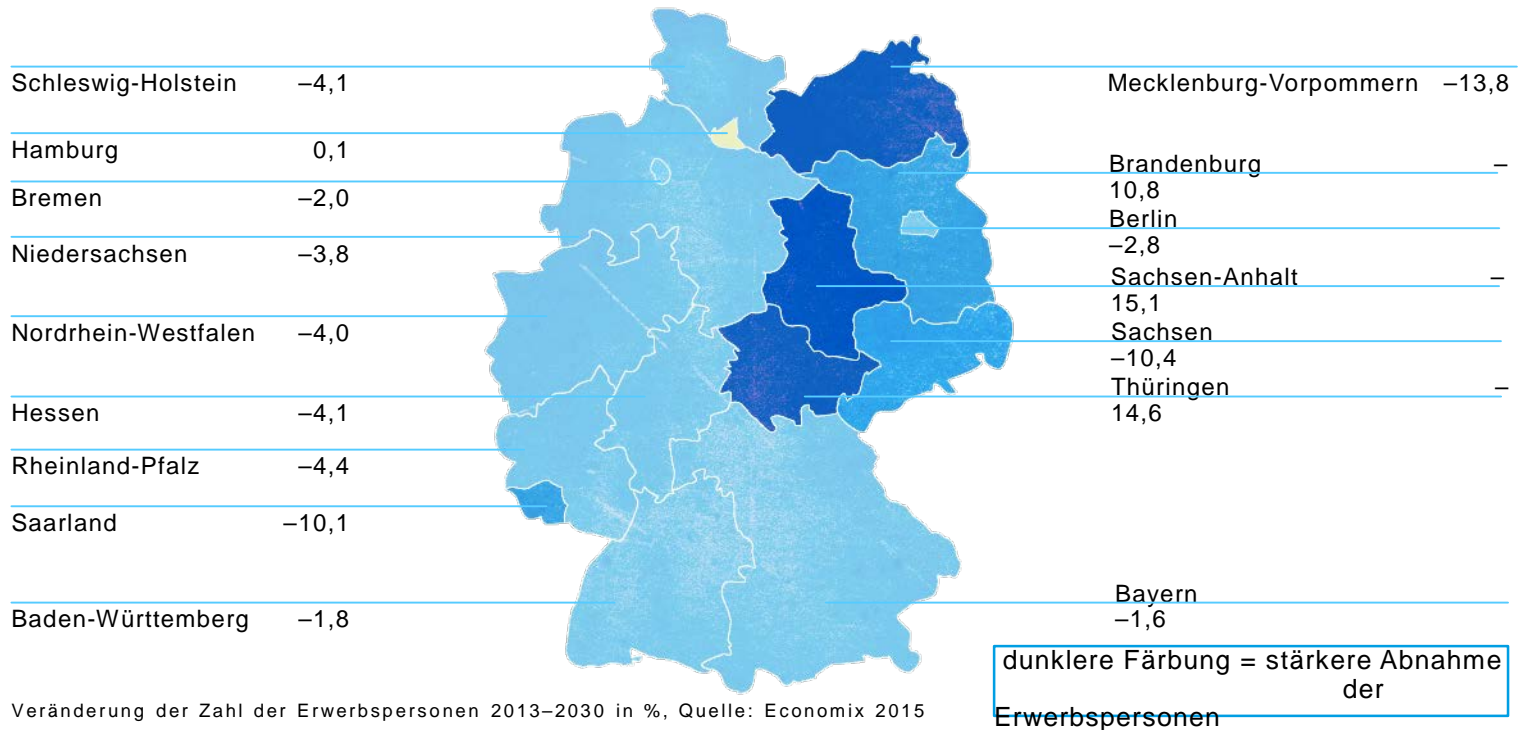 Schleswig-Holstein –4,1
Hamburg 0,1
Bremen –2,0
Niedersachsen –3,8
Nordrhein-Westfalen –4,0
Hessen –4,1
Rheinland-Pfalz –4,4
Saarland –10,1
Baden-Württemberg –1,8
Mecklenburg-Vorpommern –13,8
Brandenburg –
10,8
Berlin
–2,8
Sachsen-Anhalt –
15,1
Sachsen
–10,4
Thüringen –
14,6
Bayern
–1,6
dunklere Färbung = stärkere Abnahme
der
Erwerbspersonen
Veränderung der Zahl der Erwerbspersonen 2013–2030 in %, Quelle: Economix 2015